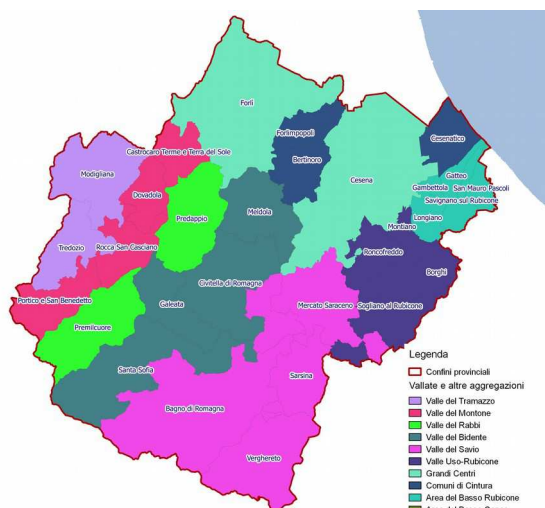 Forlì
Forlimpopoli
Cesenatico
Castrocaro Terme e Terra del Sole
Bertinoro
Modigliana
Cesena
Gatteo
Gambettola
San Mauro Pascoli
Dovadola
Savignano sul Rubicone
Predappio
Meldola
Longiano
Montiano
Tredozio
Rocca San Casciano
Roncofreddo
Borghi
Civitella di Romagna
Portico e San Benedetto
Galeata
Mercato Saraceno
Sogliano al Rubicone
Premilcuore
Santa Sofia
Sarsina
Bagno di Romagna
Verghereto
Legenda
Confini provinciali
Vallate e altre aggregazioni
Valle del Tramazzo
Valle del Montone
Valle del Rabbi
Valle del Bidente
Valle del Savio
Valle Uso-Rubicone
Grandi Centri
Comuni di Cintura
Area del Basso Rubicone